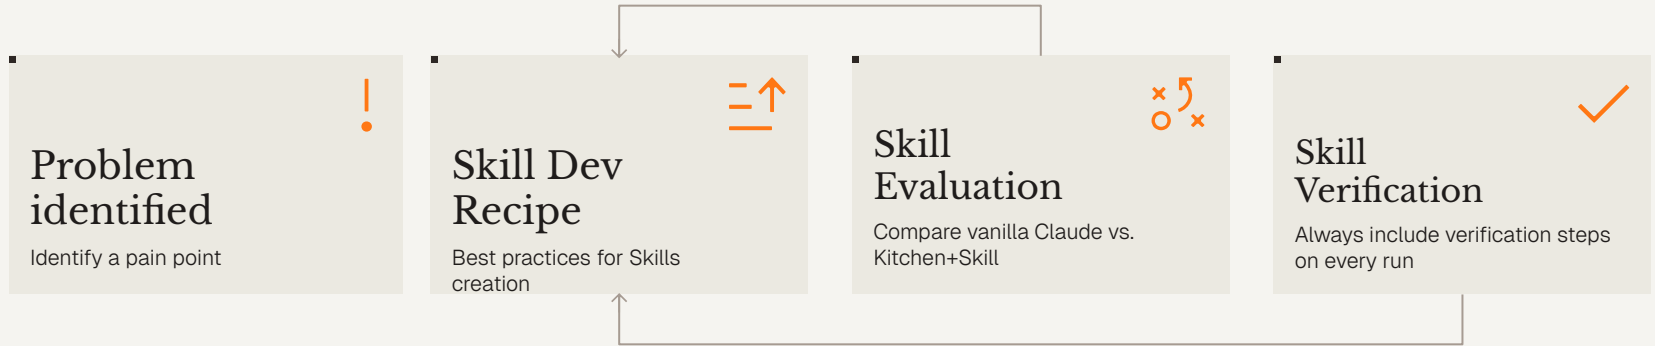 Problem
identified
Identify a pain point
Skill Dev
Recipe
Best practices for Skills
creation
Skill
Evaluation
Compare vanilla Claude vs.
Kitchen+Skill
Skill
Verification
Always include verification steps
on every run